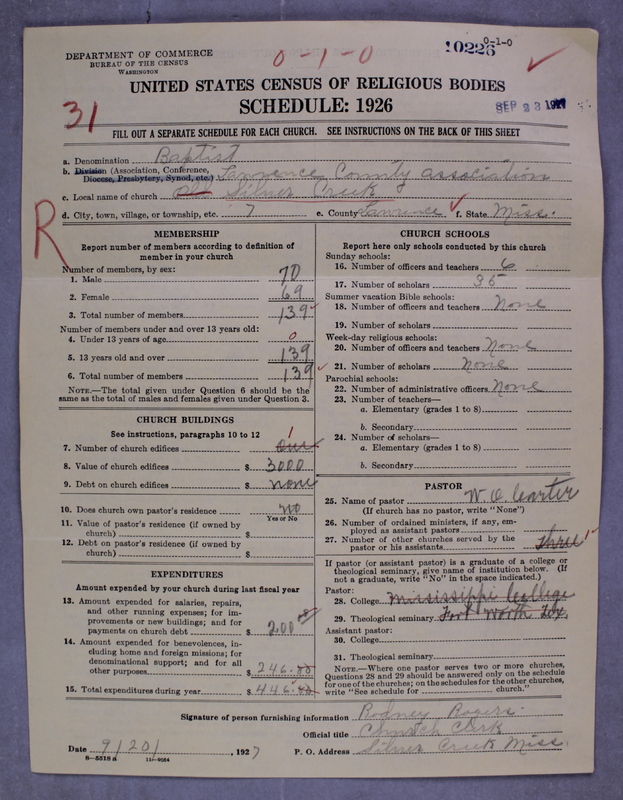 DEPARTMENT OF COMMERCE
BUREAU OF THE CENSUS
WASHINGTON
0-1-0
10226
0-1-0
UNITED STATES CENSUS OF RELIGIOUS BODIES
SCHEDULE: 1926
31
SEP 23 1927
FILL OUT A SEPARATE SCHEDULE FOR EACH CHURCH. SEE INSTRUCTIONS ON THE BACK OF THIS SHEET
a. Denomination Baptist
b. Division (Association, Conference, Diocese, Presbytery, Synod, etc.) Lawrence County association
c. Local name of church Old Silver Creek
d. City, town, village, or township, etc. 7 e. County Lawrence f. State Miss.
R
MEMBERSHIP
Report number of members according to definition of
member in your church
Number of members, by sex:
1. Male 70
2. Female 69
3. Total number of members 139
Number of members under and over 13 years old:
4. Under 13 years of age 0
5. 13 years old and over 139
6. Total number of members 139
NOTE.—The total given under Question 6 should be the
same as the total of males and females given under Question 3.
CHURCH BUILDINGS
See instructions, paragraphs 10 to 12
7. Number of church edifices One 1
8. Value of church edifices $ 3000
9. Debt on church edifices $ none
10. Does church own pastor's residence no
Yes or No
11. Value of pastor's residence (if owned by
church) $
12. Debt on pastor's residence (if owned by
church) $
EXPENDITURES
Amount expended by your church during last fiscal year
13. Amount expended for salaries, repairs,
and other running expenses; for im-
provements or new buildings; and for
payments on church debt $ 200
14. Amount expended for benevolences, in-
cluding home and foreign missions; for
denominational support; and for all
other purposes $ 246.00
15. Total expenditures during year $ 446.00
CHURCH SCHOOLS
Report here only schools conducted by this church
Sunday schools:
16. Number of officers and teachers 6
17. Number of scholars 35
Summer vacation Bible schools:
18. Number of officers and teachers None
19. Number of scholars
Week-day religious schools:
20. Number of officers and teachers None
21. Number of scholars None
Parochial schools:
22. Number of administrative officers None
23. Number of teachers—
a. Elementary (grades 1 to 8)
b. Secondary
24. Number of scholars—
a. Elementary (grades 1 to 8)
b. Secondary
PASTOR
25. Name of pastor W. O. Carter
(If church has no pastor, write "None")
26. Number of ordained ministers, if any, em-
ployed as assistant pastors
27. Number of other churches served by the
pastor or his assistants three
If pastor (or assistant pastor) is a graduate of a college or
theological seminary, give name of institution below. (If
not a graduate, write "No" in the space indicated.)
Pastor:
28. College Mississippi College
29. Theological seminary Fort Worth Tex.
Assistant pastor:
30. College
31. Theological seminary
NOTE.—Where one pastor serves two or more churches,
Questions 28 and 29 should be answered only on the schedule
for one of the churches; on the schedules for the other churches,
write "See schedule for church."
Signature of person furnishing information Rodney Rogers
Official title Church Clerk
Date 9/20/, 1927 P. O. Address Silver Creek Miss.
8-5318 a 11-9034